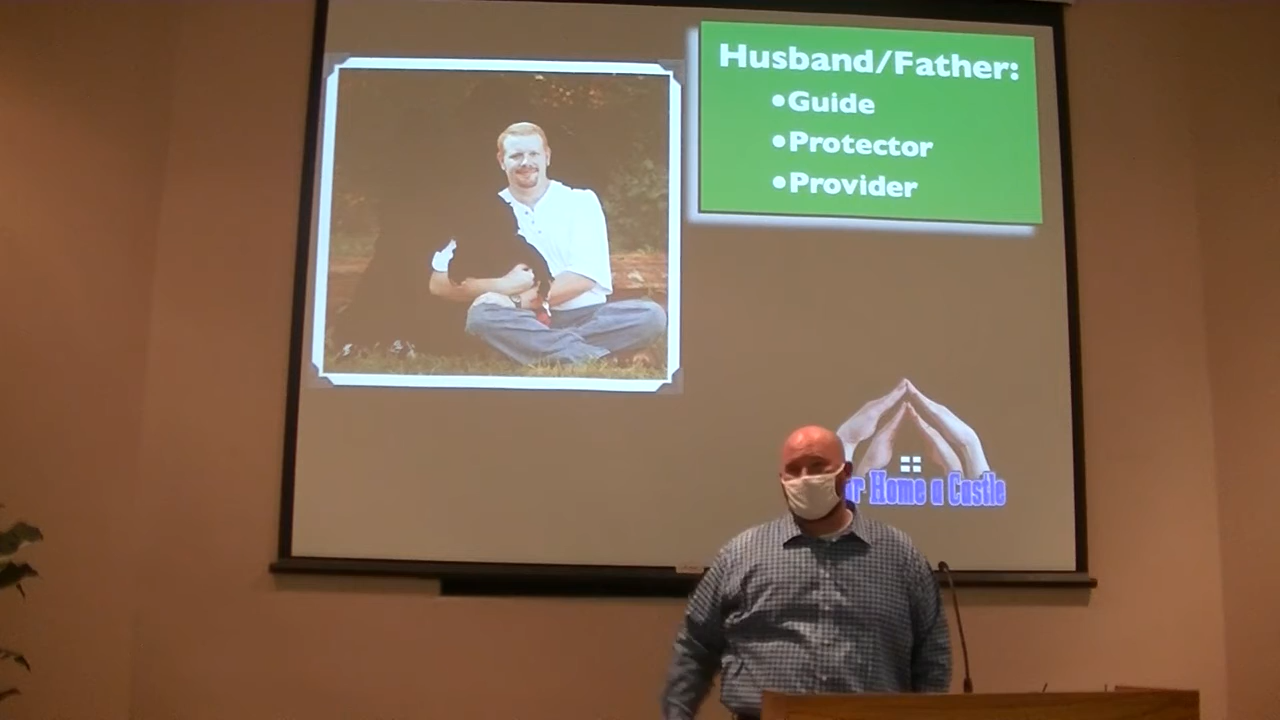 Husband/Father:
•Guide
•Protector
•Provider
r Home a Castle